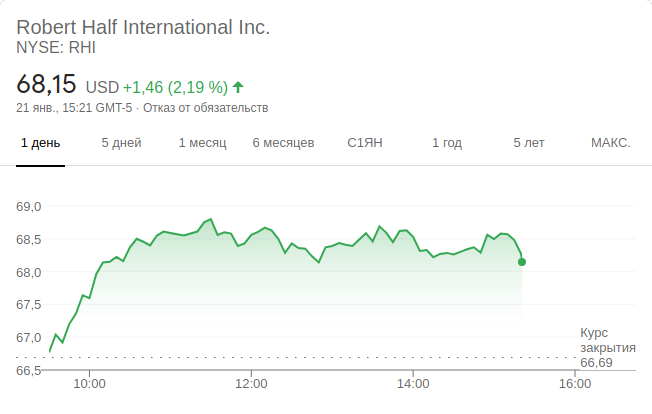 Robert Half International Inc.
NYSE: RHI
68,15 USD +1,46 (2,19 %)
21 янв., 15:21 GMT-5 · Отказ от обязательств
1 день 5 дней 1 месяц 6 месяцев С1ЯН 1 год 5 лет МАКС.
69,0
68,5
68,0
67,5
67,0
66,5
Курс
закрытия
66,69
10:00 12:00 14:00 16:00